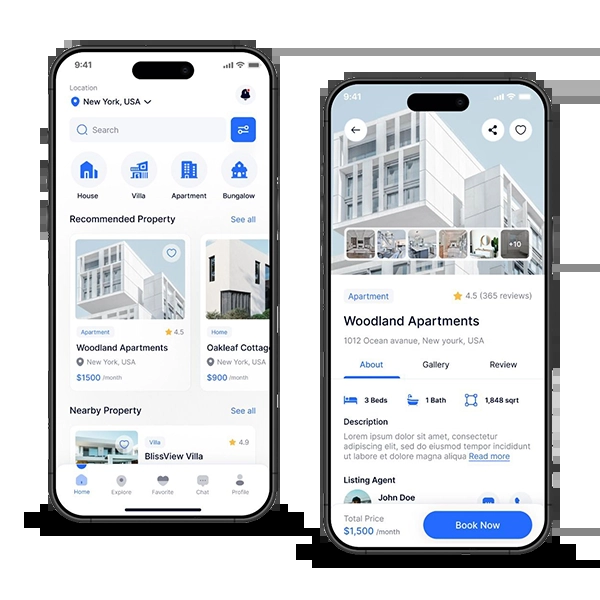 9:41
Location
New York, USA
Search
House Villa Apartment Bungalow
Recommended Property See all
Apartment 4.5
Woodland Apartments
New York, USA
$1500 /month
Home
Oakleaf Cottag
New York, USA
$900 /month
Nearby Property See all
Villa 4.9
BlissView Villa
Home Explore Favorite Chat Profile
9:41
+10
Apartment 4.5 (365 reviews)
Woodland Apartments
1012 Ocean avanue, New yourk, USA
About Gallery Review
3 Beds 1 Bath 1,848 sqrt
Description
Lorem ipsum dolor sit amet, consectetur
adipiscing elit, sed do eiusmod tempor incididunt
ut labore et dolore magna aliqua Read more
Listing Agent
John Doe
Total Price
$1,500 /month
Book Now